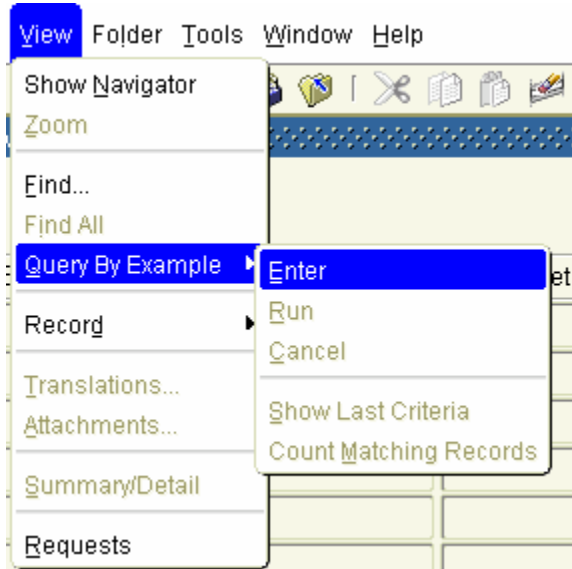 View Folder Tools Window Help
Show Navigator
Zoom
Find...
Find All
Query By Example
Enter
et
Run
Record
Cancel
Translations...
Show Last Criteria
Attachments...
Count Matching Records
Summary/Detail
Requests